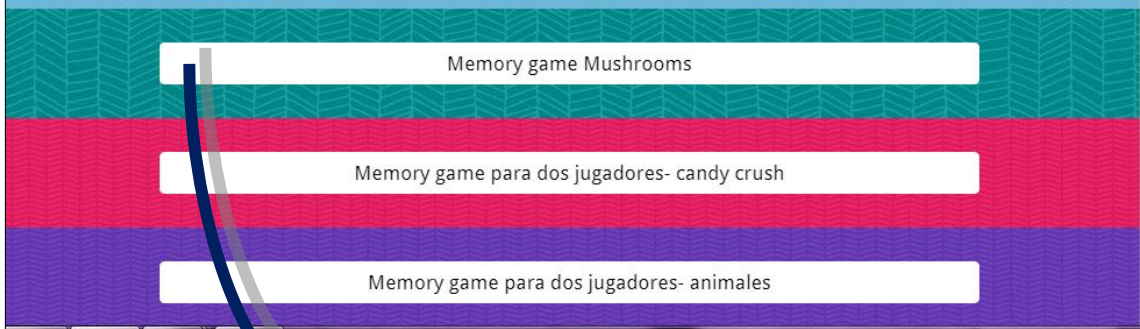 Memory game Mushrooms
Memory game para dos jugadores- candy crush
Memory game para dos jugadores- animales